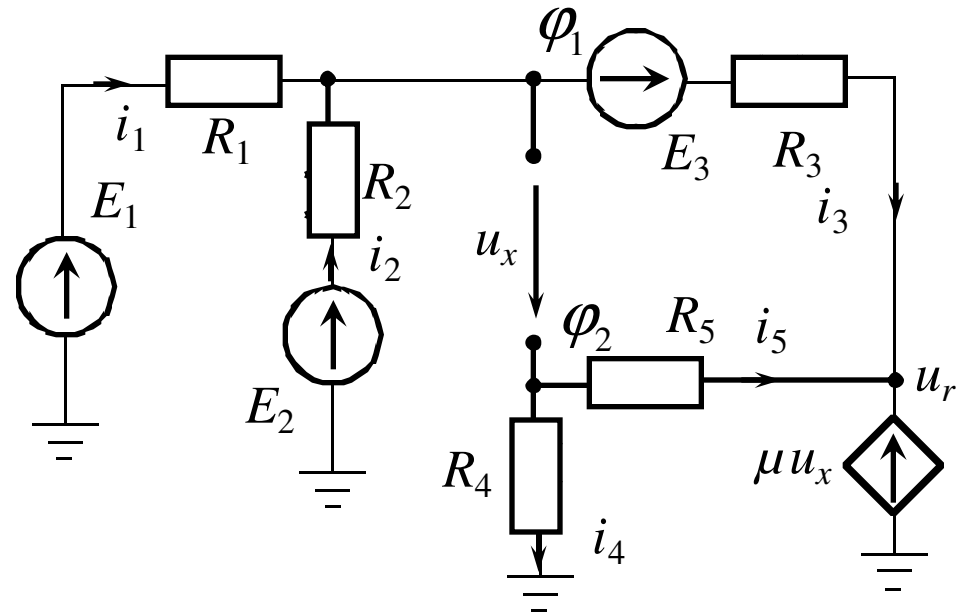 φ₁
i₁
R₁
E₃
R₃
R₂
E₁
i₃
uₓ
i₂
φ₂
R₅
i₅
uᵣ
E₂
R₄
μuₓ
i₄